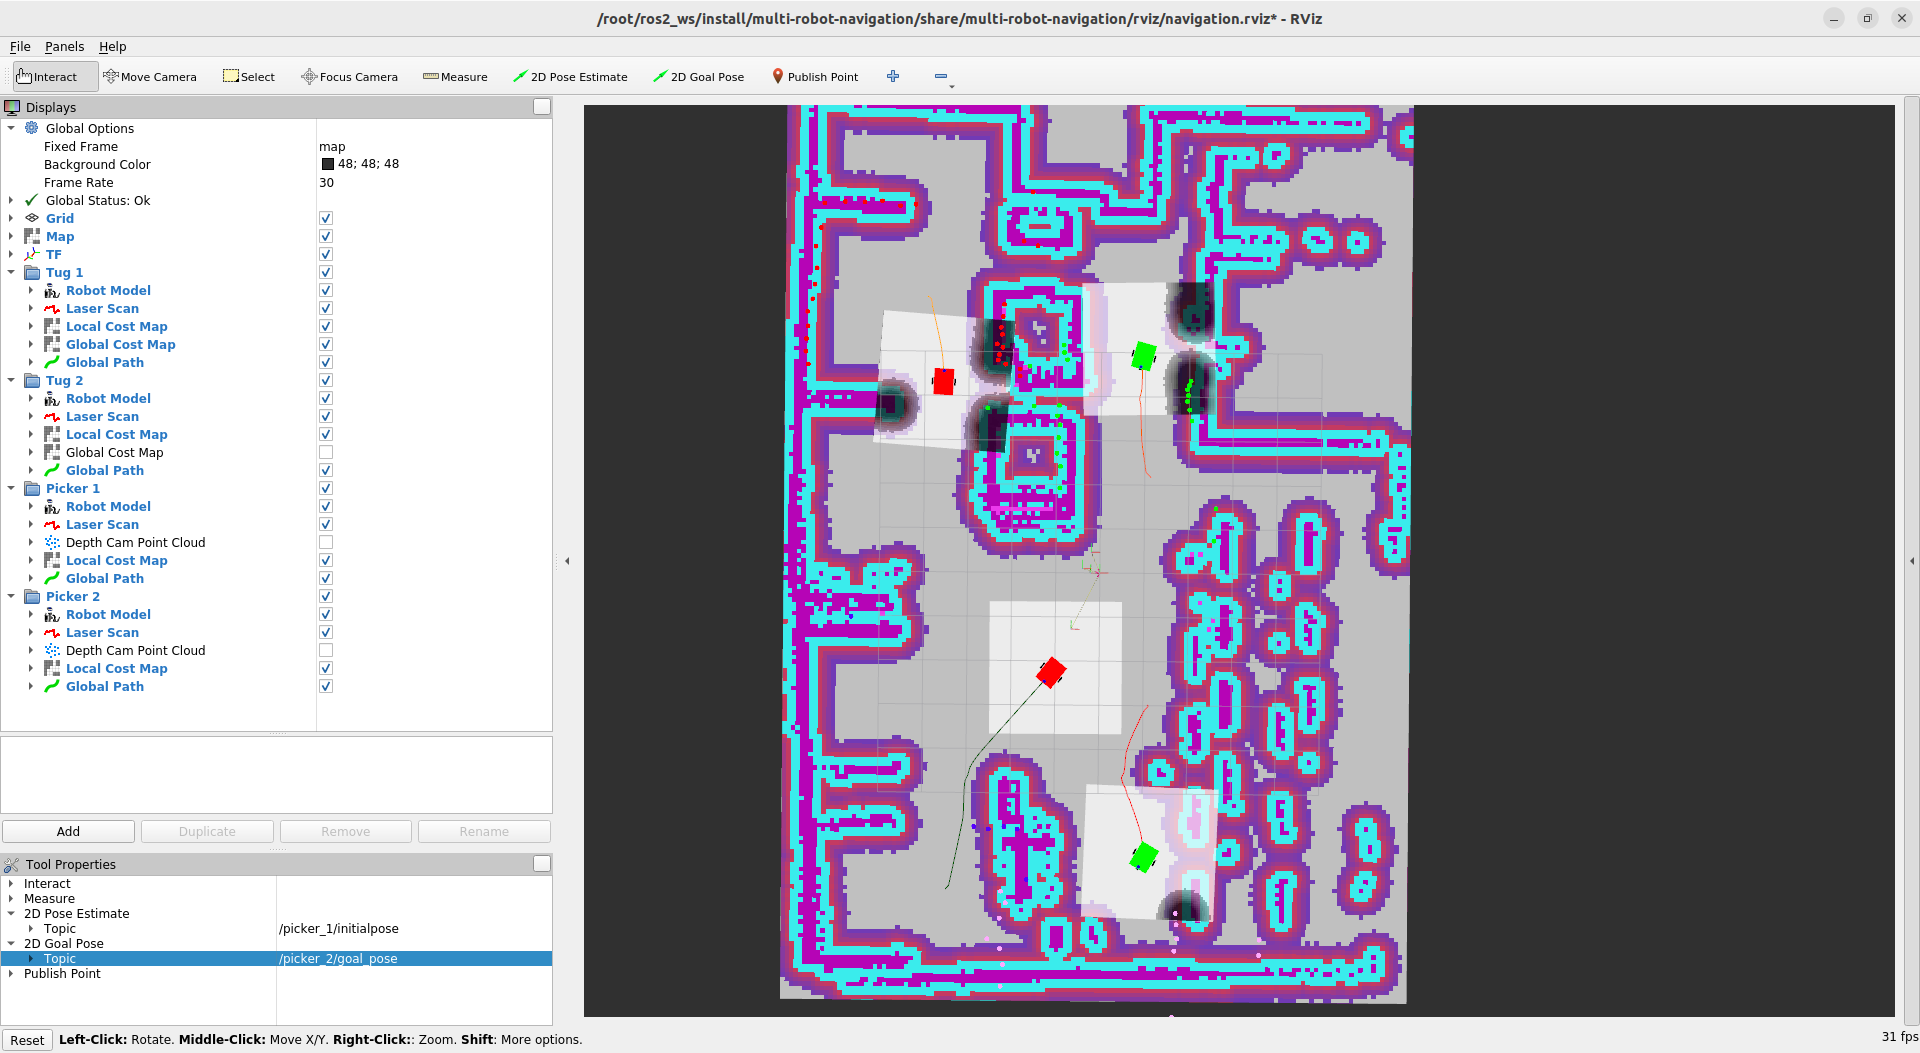 /root/ros2_ws/install/multi-robot-navigation/share/multi-robot-navigation/rviz/navigation.rviz* - RViz
File Panels Help
Interact Move Camera Select Focus Camera Measure 2D Pose Estimate 2D Goal Pose Publish Point
Displays
Global Options
Fixed Frame map
Background Color 48; 48; 48
Frame Rate 30
Global Status: Ok
Grid
Map
TF
Tug 1
Robot Model
Laser Scan
Local Cost Map
Global Cost Map
Global Path
Tug 2
Robot Model
Laser Scan
Local Cost Map
Global Cost Map
Global Path
Picker 1
Robot Model
Laser Scan
Depth Cam Point Cloud
Local Cost Map
Global Path
Picker 2
Robot Model
Laser Scan
Depth Cam Point Cloud
Local Cost Map
Global Path
Add Duplicate Remove Rename
Tool Properties
Interact
Measure
2D Pose Estimate
Topic /picker_1/initialpose
2D Goal Pose
Topic /picker_2/goal_pose
Publish Point
Reset Left-Click: Rotate. Middle-Click: Move X/Y. Right-Click:: Zoom. Shift: More options. 31 fps